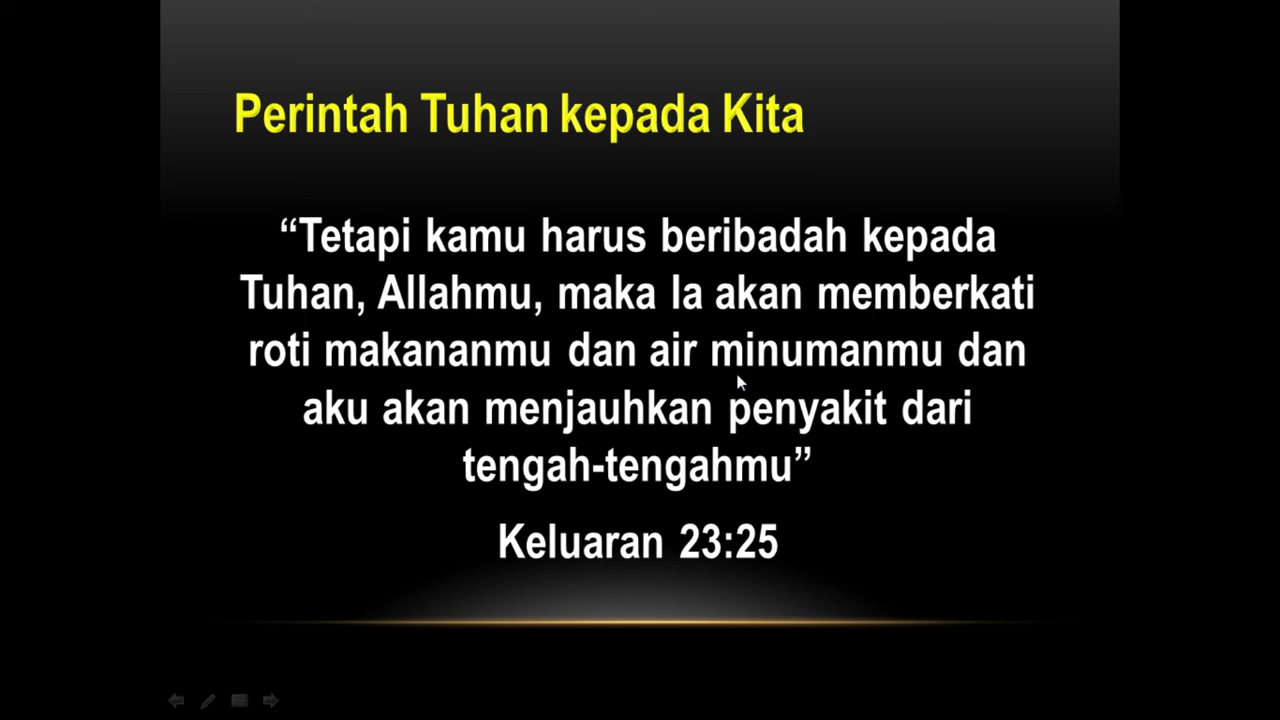 Perintah Tuhan kepada Kita
“Tetapi kamu harus beribadah kepada
Tuhan, Allahmu, maka Ia akan memberkati
roti makananmu dan air minumanmu dan
aku akan menjauhkan penyakit dari
tengah-tengahmu”
Keluaran 23:25